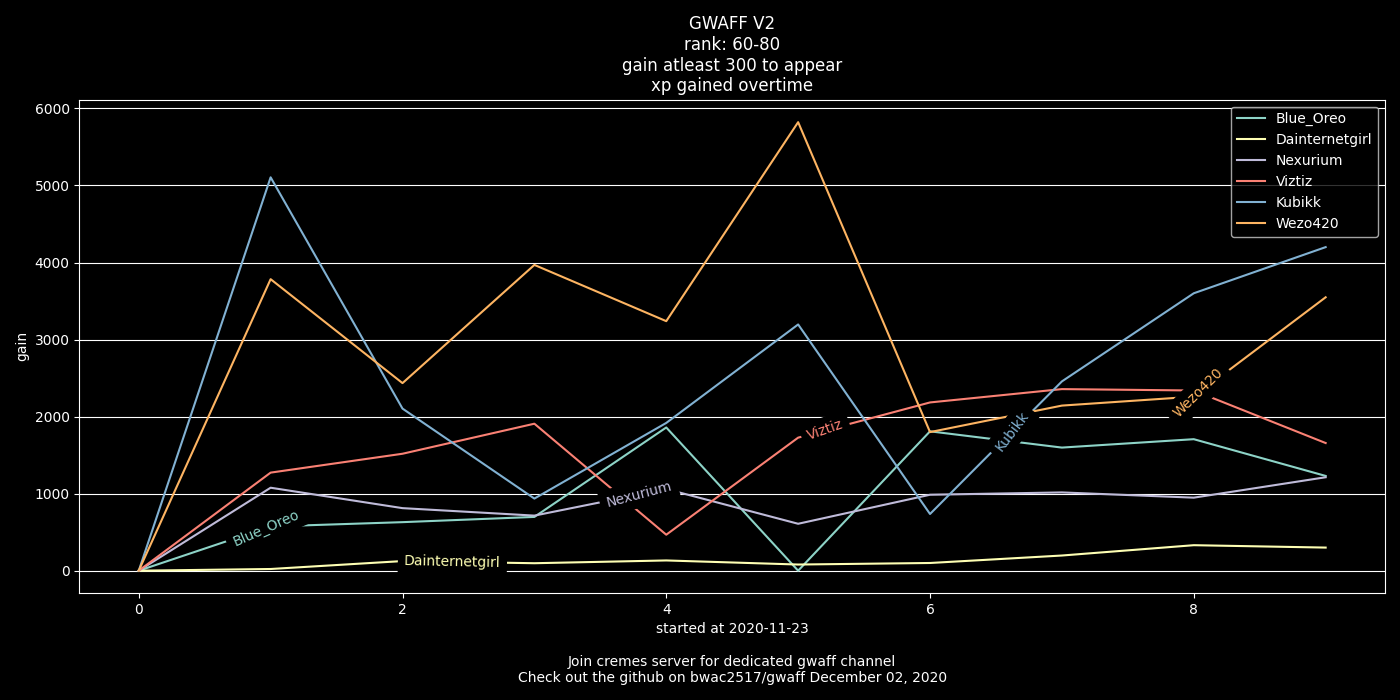 GWAFF V2
rank: 60-80
gain atleast 300 to appear
xp gained overtime
6000
5000
4000
3000
2000
1000
0
gain
Blue_Oreo
Dainternetgirl
Nexurium
Viztiz
Kubikk
Wezo420
Blue_Oreo
Dainternetgirl
Nexurium
Viztiz
Kubikk
Wezo420
0 2 4 6 8
started at 2020-11-23
Join cremes server for dedicated gwaff channel
Check out the github on bwac2517/gwaff December 02, 2020